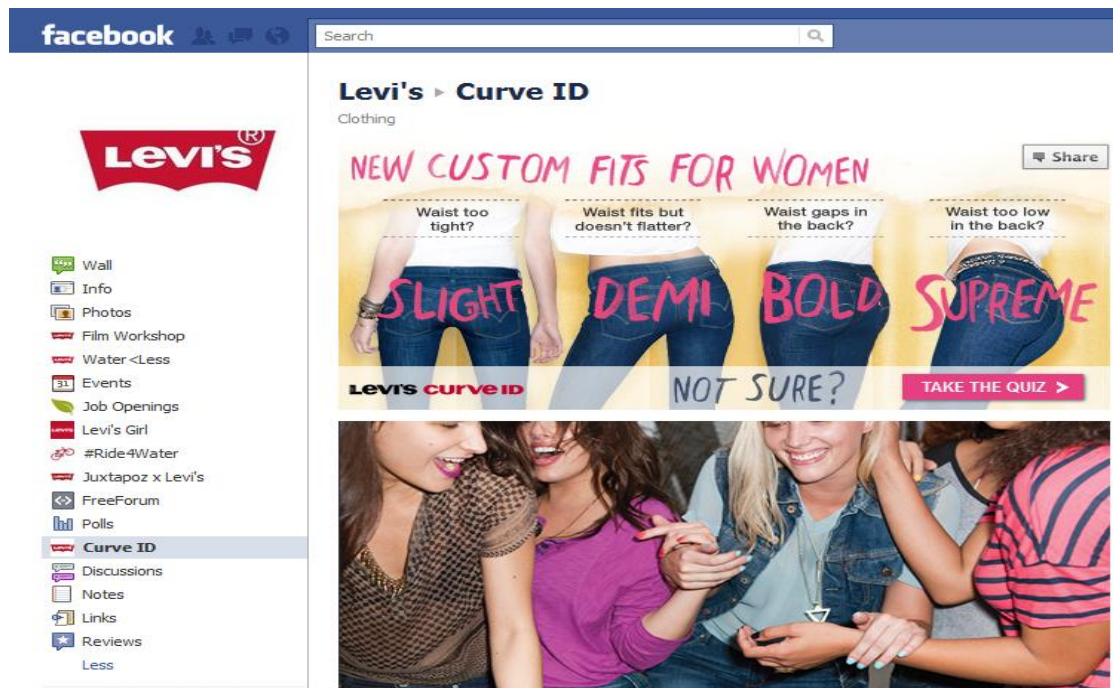 facebook
Search
LEVI'S®
Wall
Info
Photos
Film Workshop
Water<Less
31 Events
Job Openings
Levi's Girl
#Ride4Water
Juxtapoz x Levi's
FreeForum
Polls
Curve ID
Discussions
Notes
Links
Reviews
Less
Levi's ▸ Curve ID
Clothing
Share
NEW CUSTOM FITS FOR WOMEN
Waist too
tight?
SLIGHT
Waist fits but
doesn't flatter?
DEMI
Waist gaps in
the back?
BOLD
Waist too low
in the back?
SUPREME
LEVI'S CURVE ID
NOT SURE?
TAKE THE QUIZ >